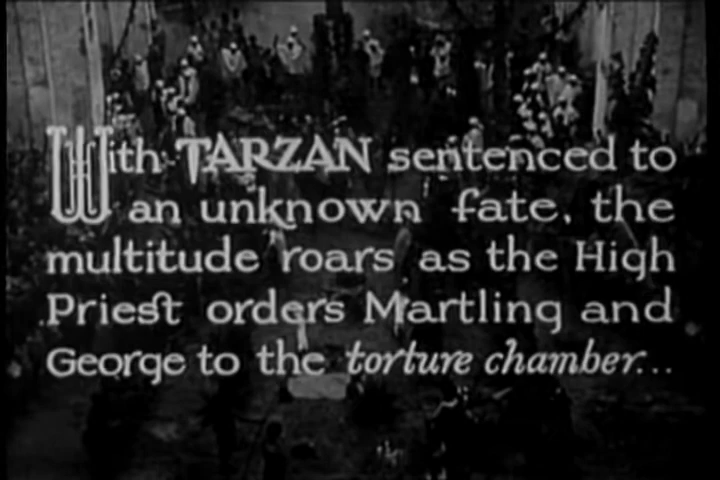 With TARZAN sentenced to
an unknown fate, the
multitude roars as the High
Priest orders Martling and
George to the torture chamber...